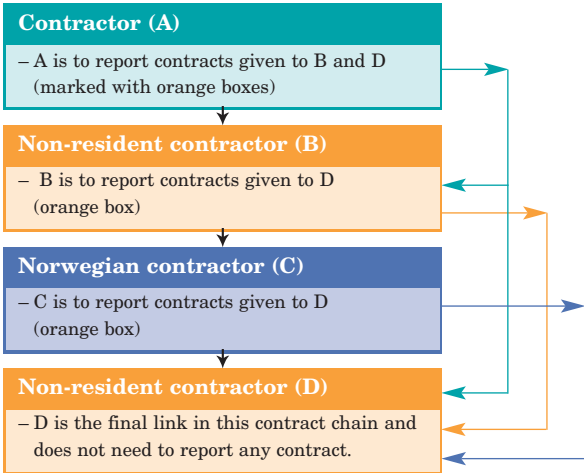 Contractor (A)
– A is to report contracts given to B and D
(marked with orange boxes)
Non-resident contractor (B)
– B is to report contracts given to D
(orange box)
Norwegian contractor (C)
– C is to report contracts given to D
(orange box)
Non-resident contractor (D)
– D is the final link in this contract chain and
does not need to report any contract.